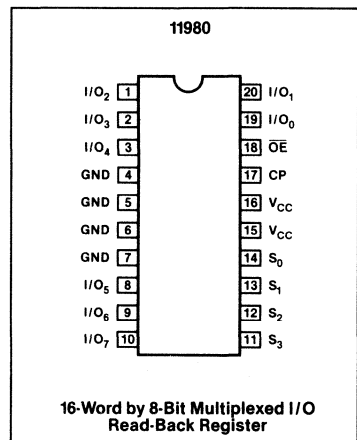 11980
I/O2 1 20 I/O1
I/O3 2 19 I/O0
I/O4 3 18 O̅E̅
GND 4 17 CP
GND 5 16 VCC
GND 6 15 VCC
GND 7 14 S0
I/O5 8 13 S1
I/O6 9 12 S2
I/O7 10 11 S3
16-Word by 8-Bit Multiplexed I/O
Read-Back Register